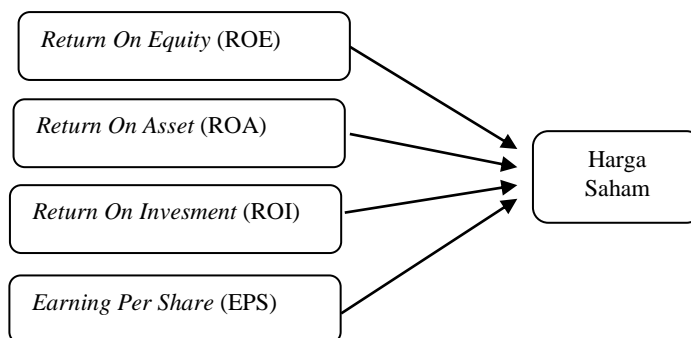 Return On Equity (ROE)
Return On Asset (ROA)
Return On Invesment (ROI)
Earning Per Share (EPS)
Harga
Saham